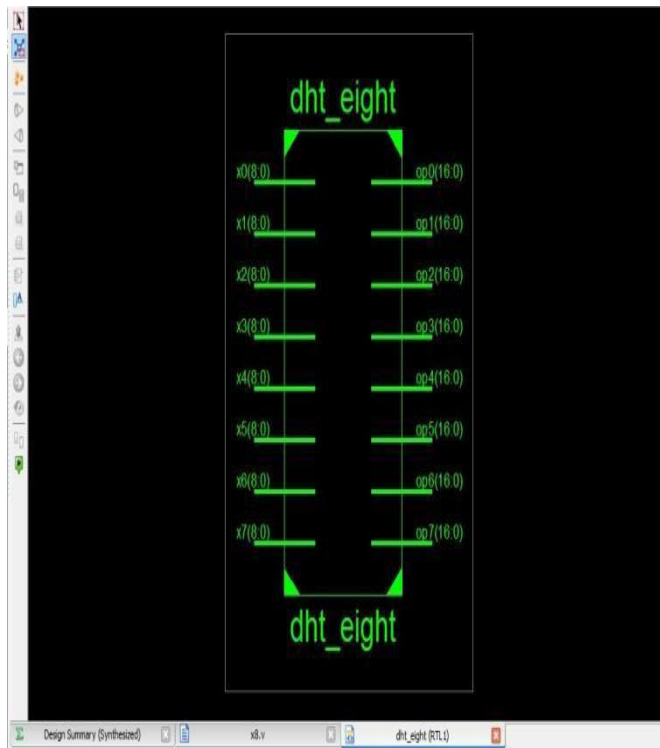 dht_eight
x0(8:0) op0(16:0)
x1(8:0) op1(16:0)
x2(8:0) op2(16:0)
x3(8:0) op3(16:0)
x4(8:0) op4(16:0)
x5(8:0) op5(16:0)
x6(8:0) op6(16:0)
x7(8:0) op7(16:0)
dht_eight
Design Summary (Synthesized) x8.v dht_eight (RTL1)